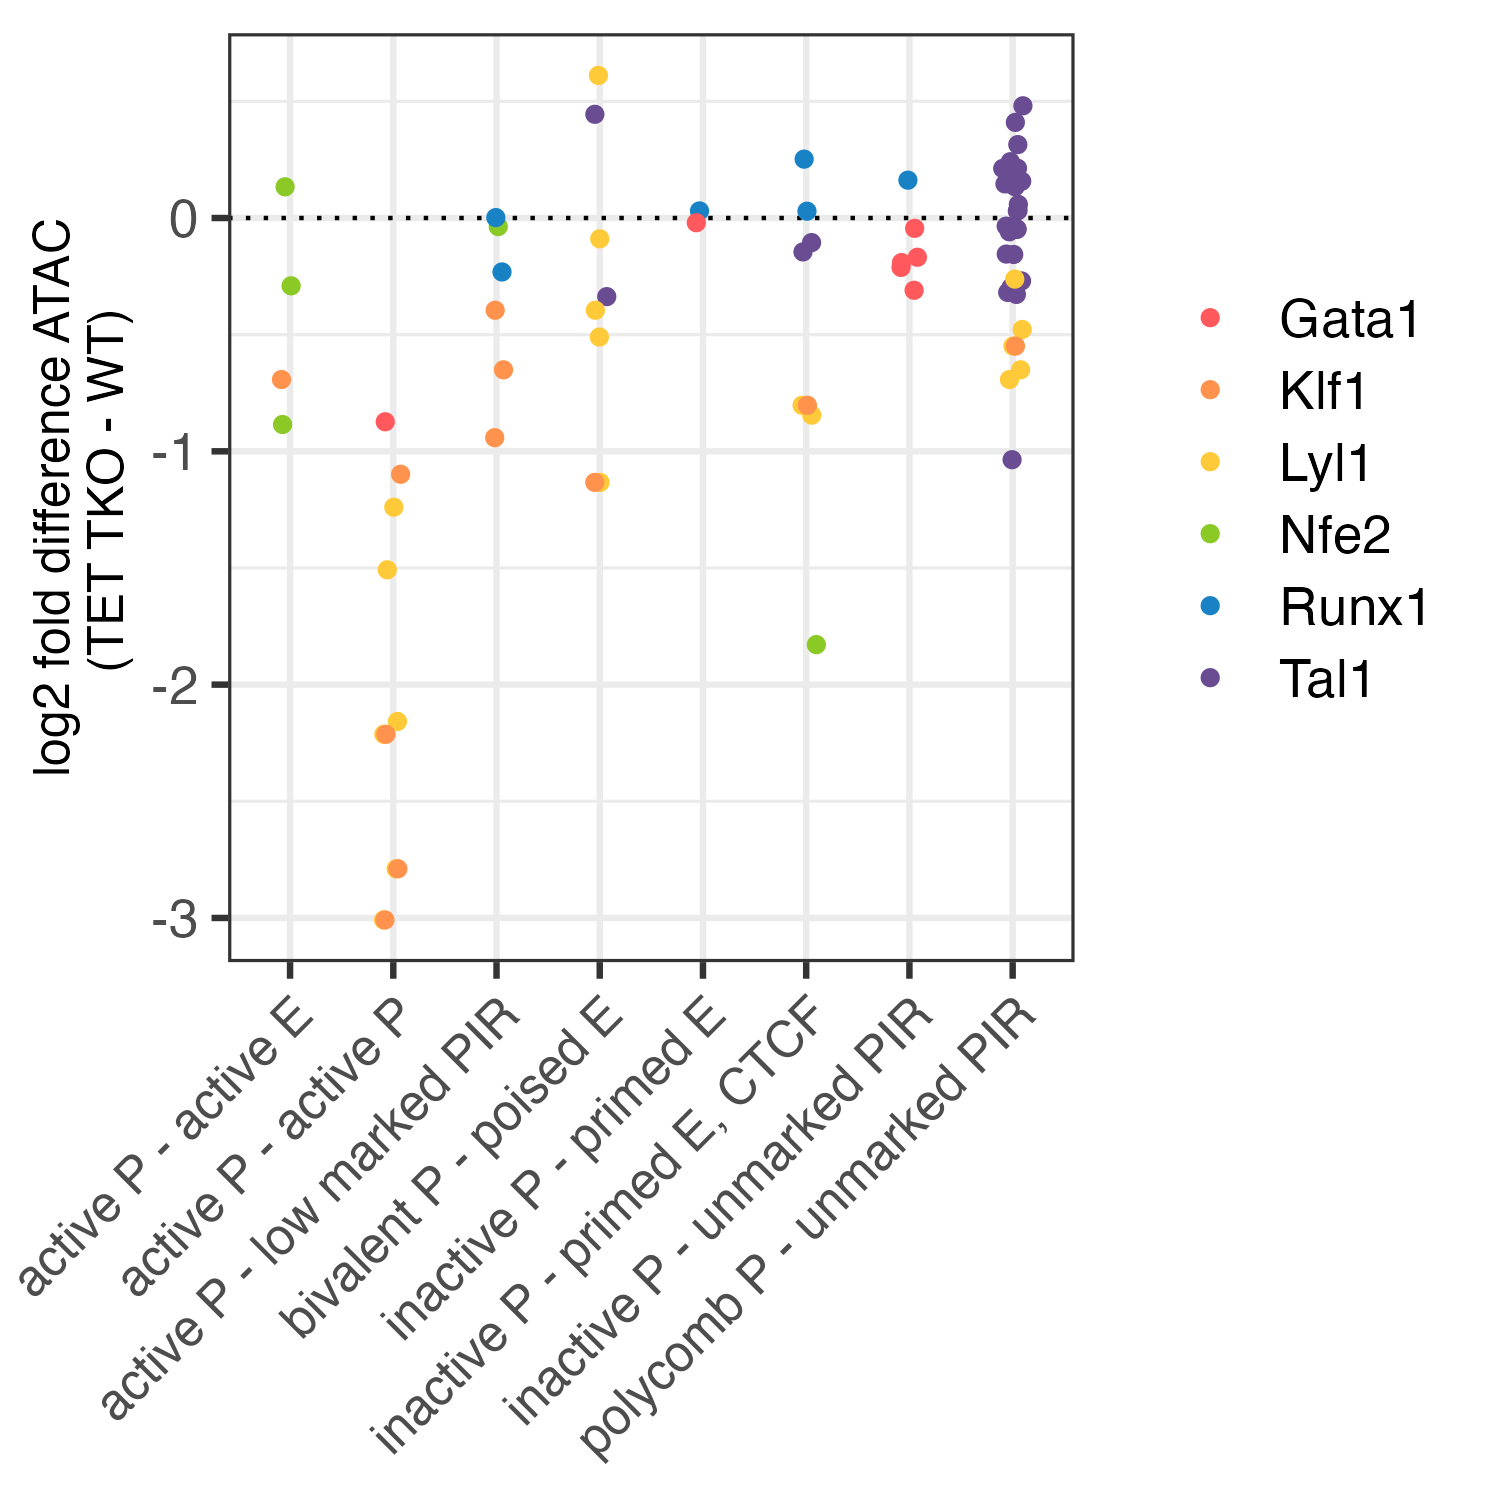 log2 fold difference ATAC
(TET TKO - WT)
0
-1
-2
-3
active P - active E
active P - active P
active P - low marked PIR
bivalent P - poised E
inactive P - primed E
inactive P - primed E, CTCF
inactive P - unmarked PIR
polycomb P - unmarked PIR
Gata1
Klf1
Lyl1
Nfe2
Runx1
Tal1